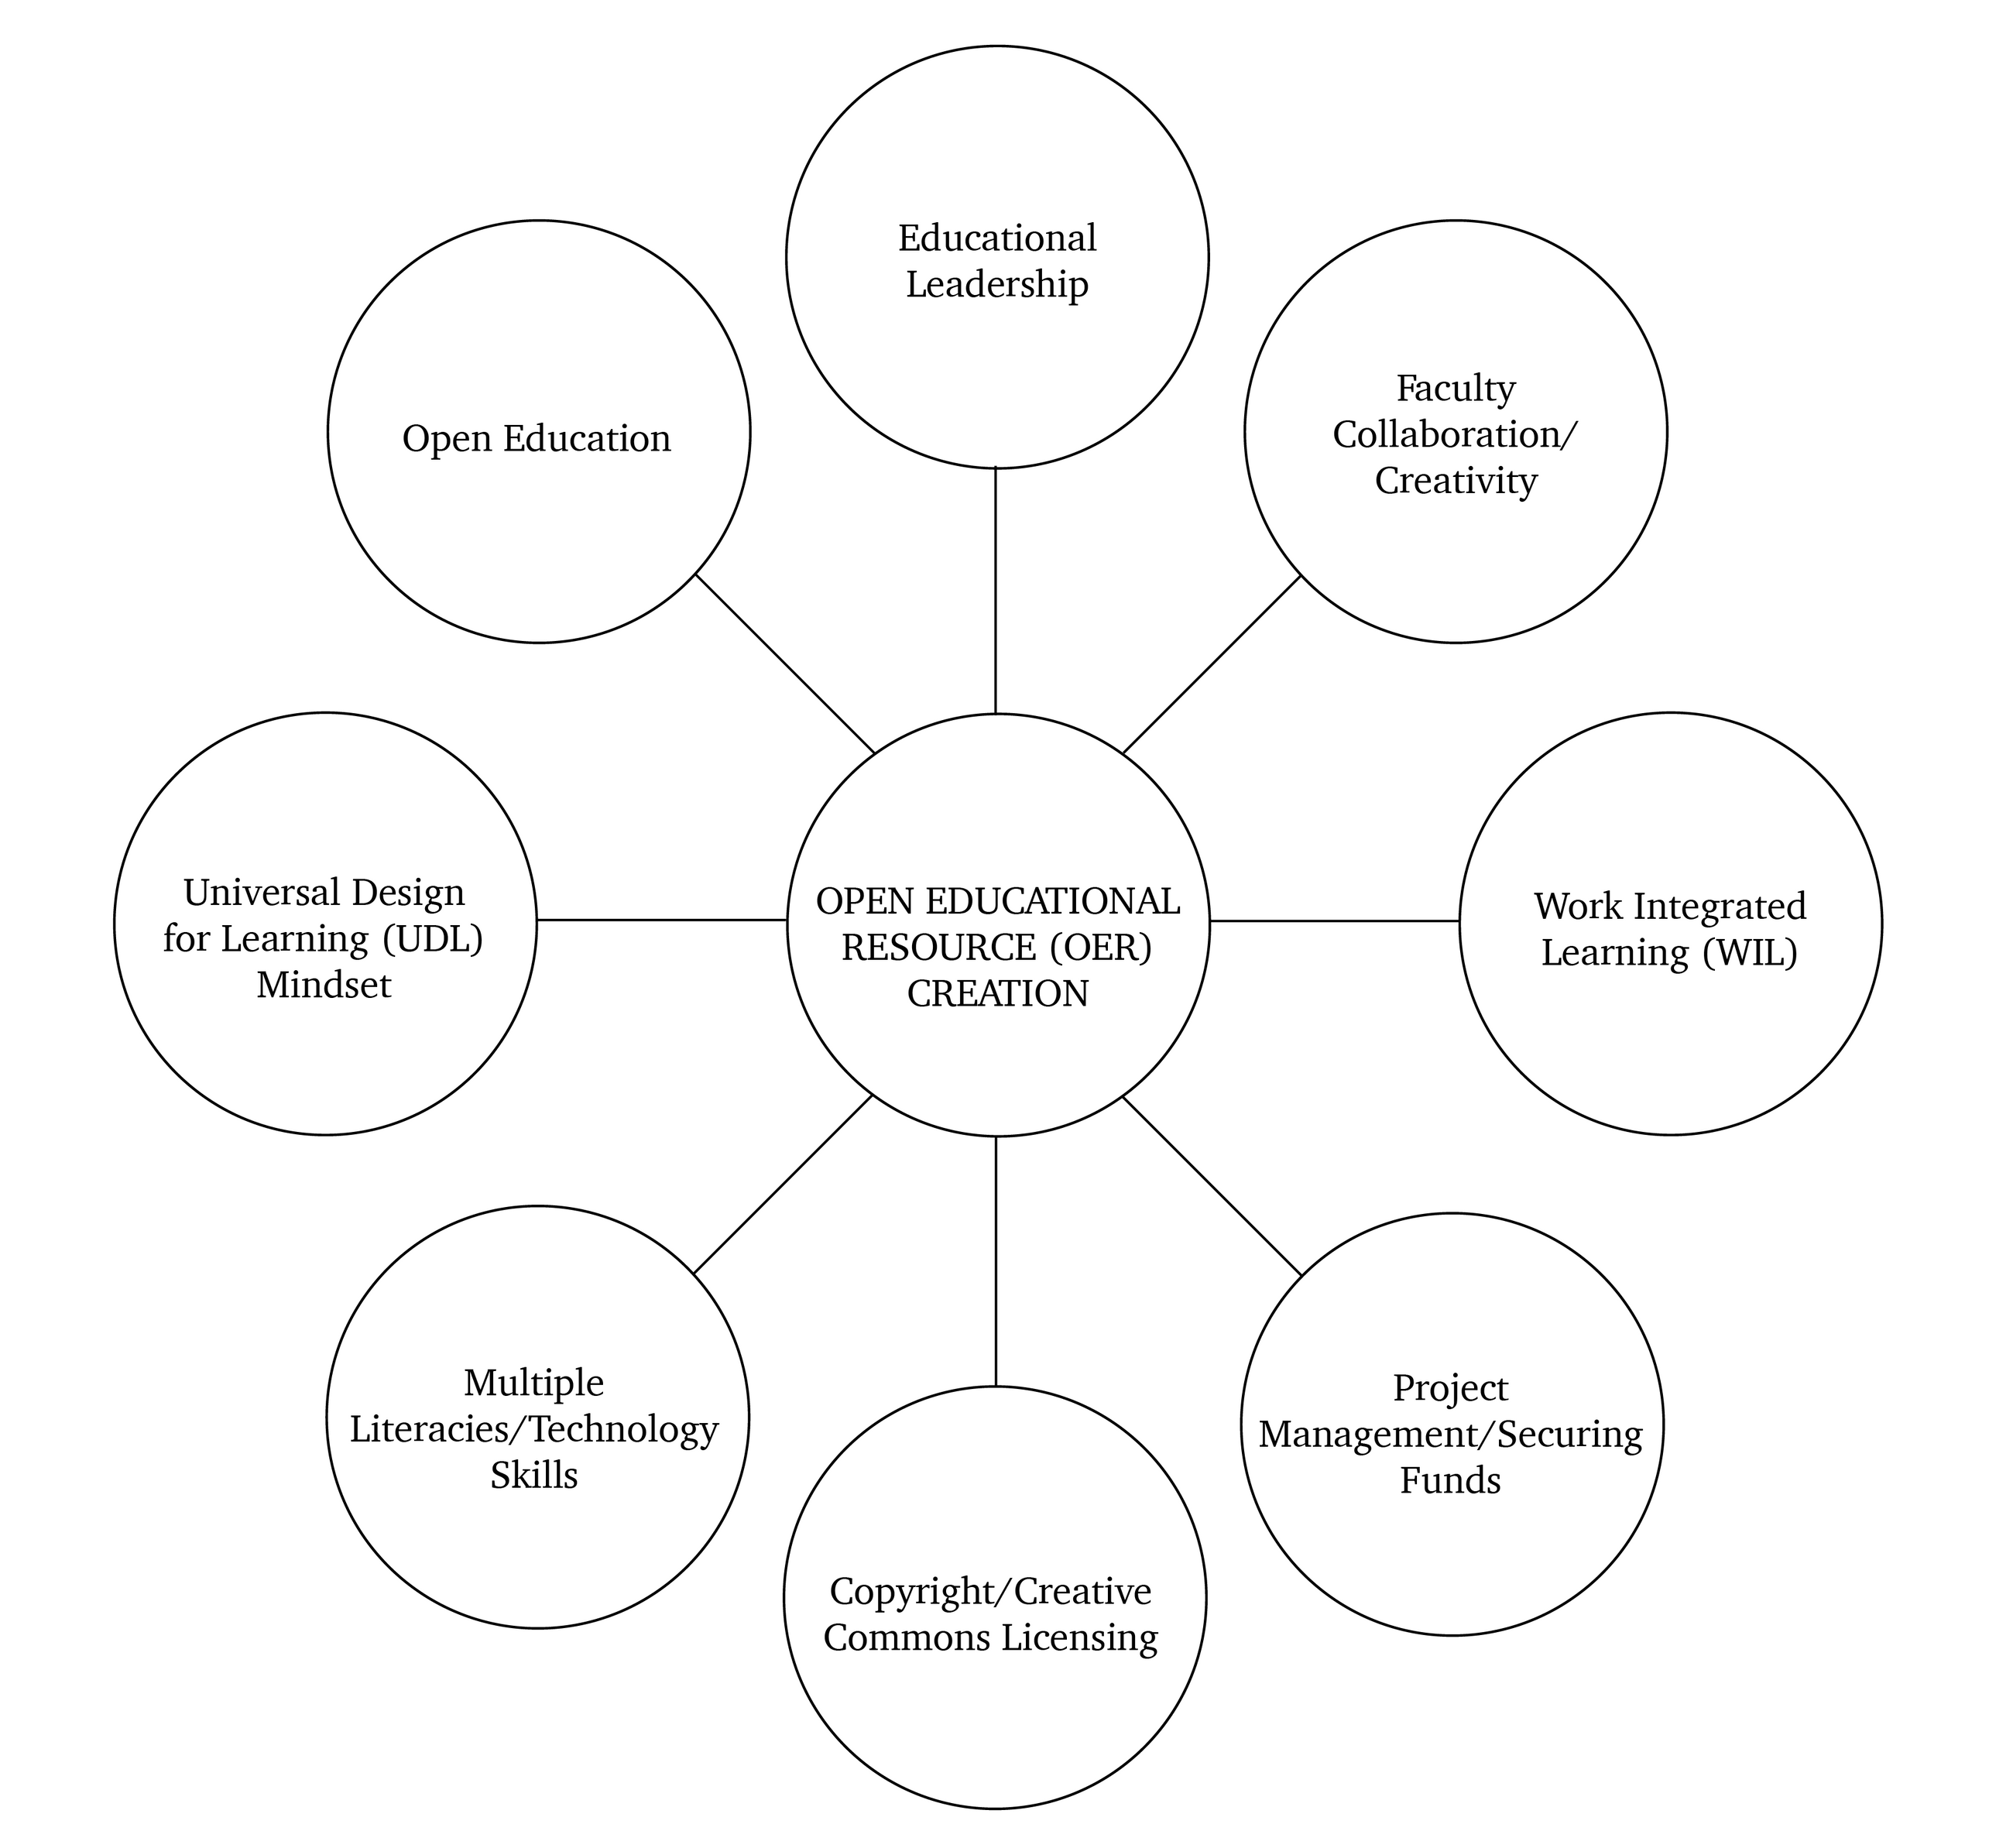 Educational
Leadership
Faculty
Collaboration/
Creativity
Open Education
Universal Design
for Learning (UDL)
Mindset
OPEN EDUCATIONAL
RESOURCE (OER)
CREATION
Work Integrated
Learning (WIL)
Multiple
Literacies/Technology
Skills
Project
Management/Securing
Funds
Copyright/Creative
Commons Licensing